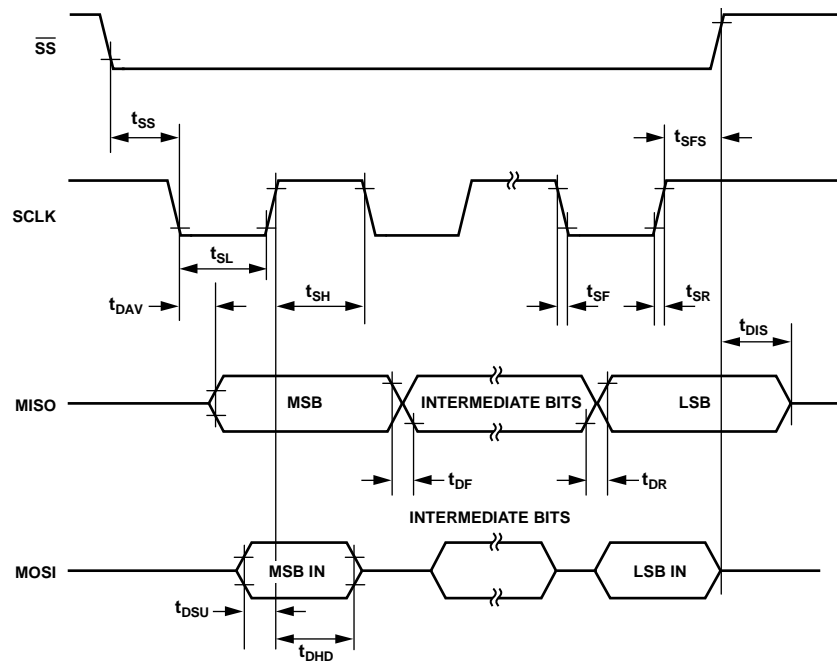 SS
tSS
tSFS
SCLK
tSL
tSH
tSF
tSR
tDAV
tDIS
MISO
MSB
INTERMEDIATE BITS
LSB
tDF
tDR
INTERMEDIATE BITS
MOSI
MSB IN
LSB IN
tDSU
tDHD